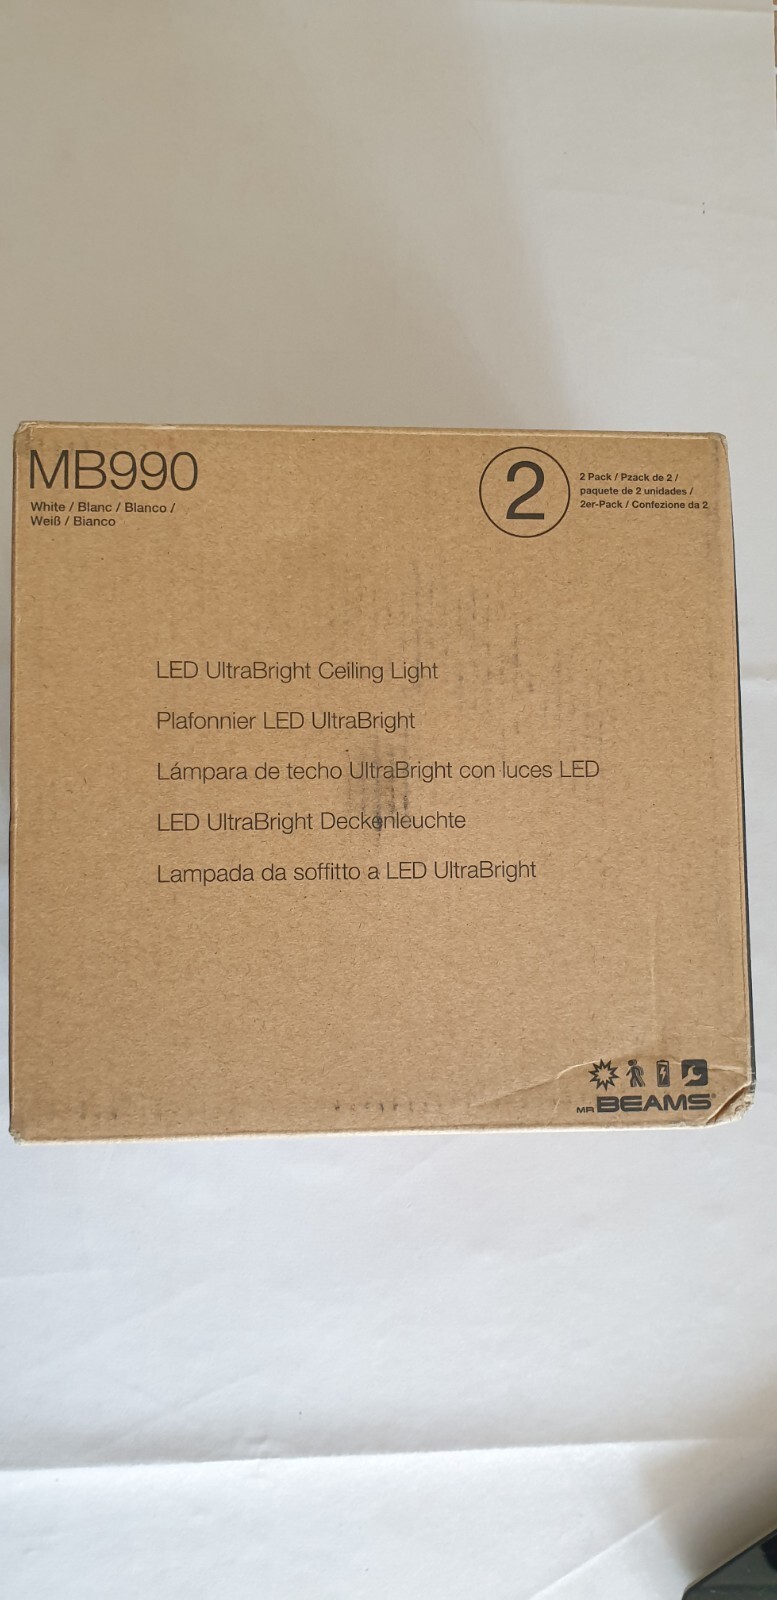 MB990
White / Blanc / Blanco /
Weiß / Bianco
2
2 Pack / Pzack de 2 /
paquete de 2 unidades /
2er-Pack / Confezione da 2
LED UltraBright Ceiling Light
Plafonnier LED UltraBright
Lámpara de techo UltraBright con luces LED
LED UltraBright Deckenleuchte
Lampada da soffitto a LED UltraBright
MR BEAMS®